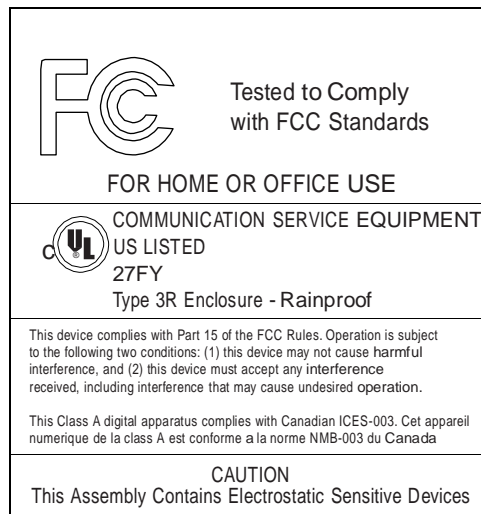 FC
Tested to Comply
with FCC Standards
FOR HOME OR OFFICE USE
COMMUNICATION SERVICE EQUIPMENT
C UL ® US LISTED
27FY
Type 3R Enclosure - Rainproof
This device complies with Part 15 of the FCC Rules. Operation is subject
to the following two conditions: (1) this device may not cause harmful
interference, and (2) this device must accept any interference
received, including interference that may cause undesired operation.
This Class A digital apparatus complies with Canadian ICES-003. Cet appareil
numerique de la class A est conforme a la norme NMB-003 du Canada
CAUTION
This Assembly Contains Electrostatic Sensitive Devices